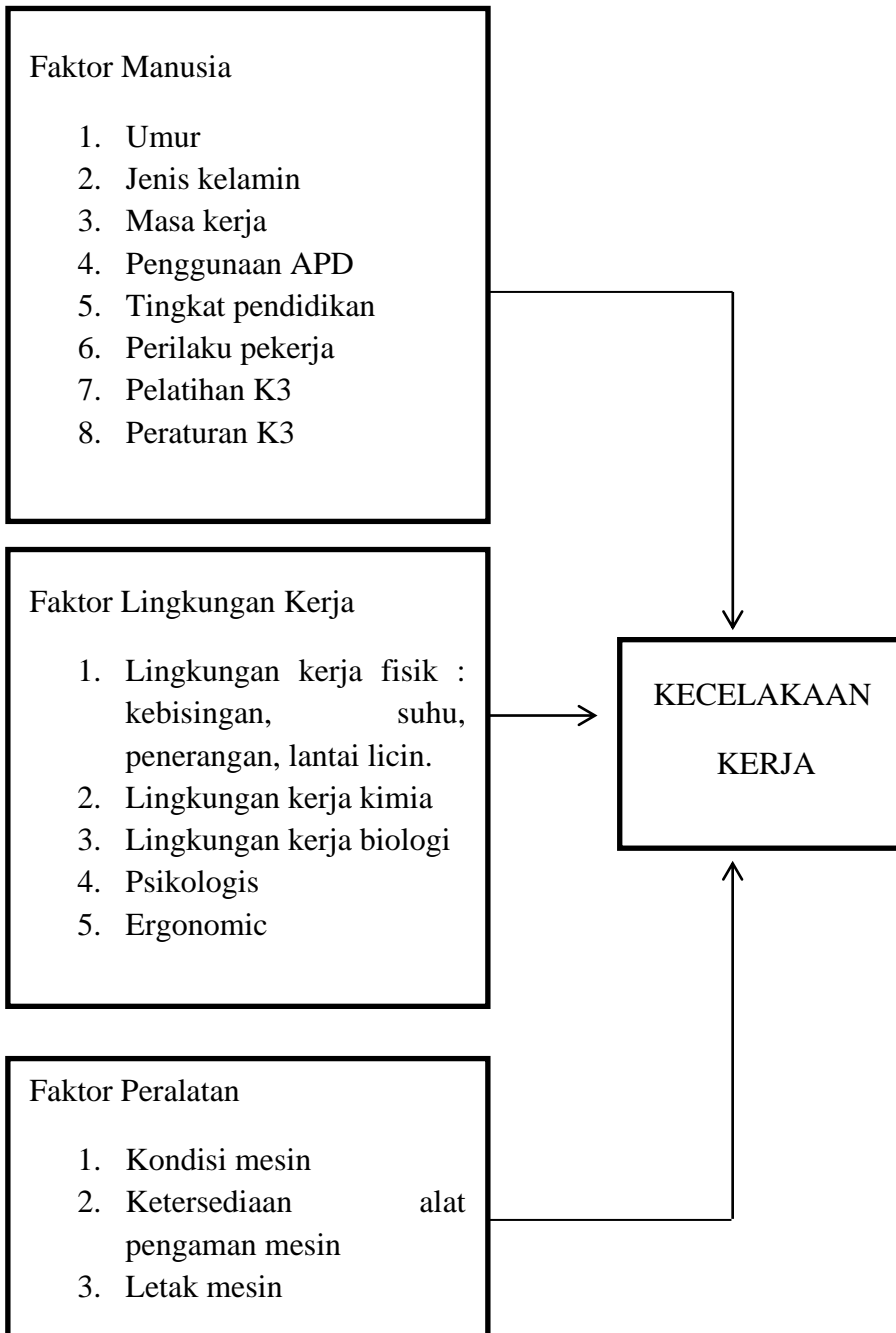 Faktor Manusia
1. Umur
2. Jenis kelamin
3. Masa kerja
4. Penggunaan APD
5. Tingkat pendidikan
6. Perilaku pekerja
7. Pelatihan K3
8. Peraturan K3
Faktor Lingkungan Kerja
1. Lingkungan kerja fisik :
kebisingan, suhu,
penerangan, lantai licin.
2. Lingkungan kerja kimia
3. Lingkungan kerja biologi
4. Psikologis
5. Ergonomic
KECELAKAAN
KERJA
Faktor Peralatan
1. Kondisi mesin
2. Ketersediaan alat
pengaman mesin
3. Letak mesin